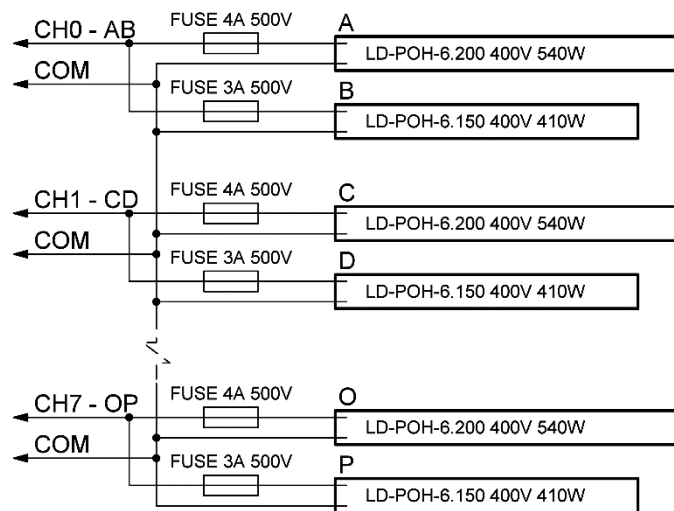 A
FUSE 4A 500V
CH0 - AB
LD-POH-6.200 400V 540W
COM
FUSE 3A 500V
B
LD-POH-6.150 400V 410W
C
FUSE 4A 500V
CH1 - CD
LD-POH-6.200 400V 540W
COM
FUSE 3A 500V
D
LD-POH-6.150 400V 410W
O
FUSE 4A 500V
CH7 - OP
LD-POH-6.200 400V 540W
COM
FUSE 3A 500V
P
LD-POH-6.150 400V 410W